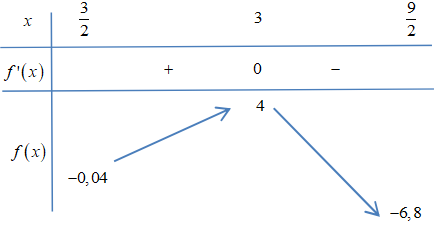 x 3/2 3 9/2
f'(x) + 0 −
4
f(x)
−0,04
−6,8